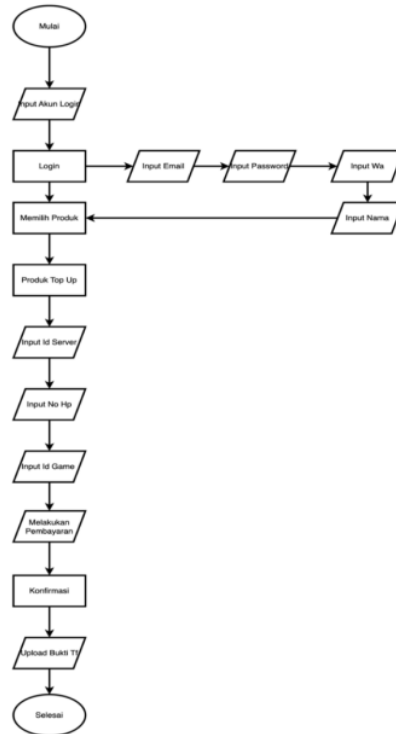 Mulai
Input Akun Login
Login
Input Email
Input Password
Input Wa
Memilih Produk
Input Nama
Produk Top Up
Input Id Server
Input No Hp
Input Id Game
Melakukan
Pembayaran
Konfirmasi
Upload Bukti Tf
Selesai